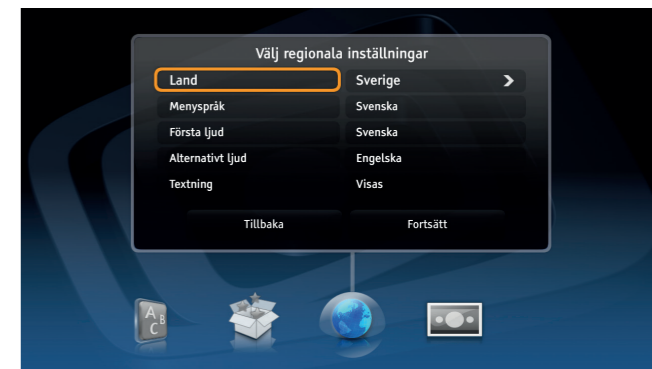 Välj regionala inställningar
Land Sverige
Menyspråk Svenska
Första ljud Svenska
Alternativt ljud Engelska
Textning Visas
Tillbaka Fortsätt
A B C